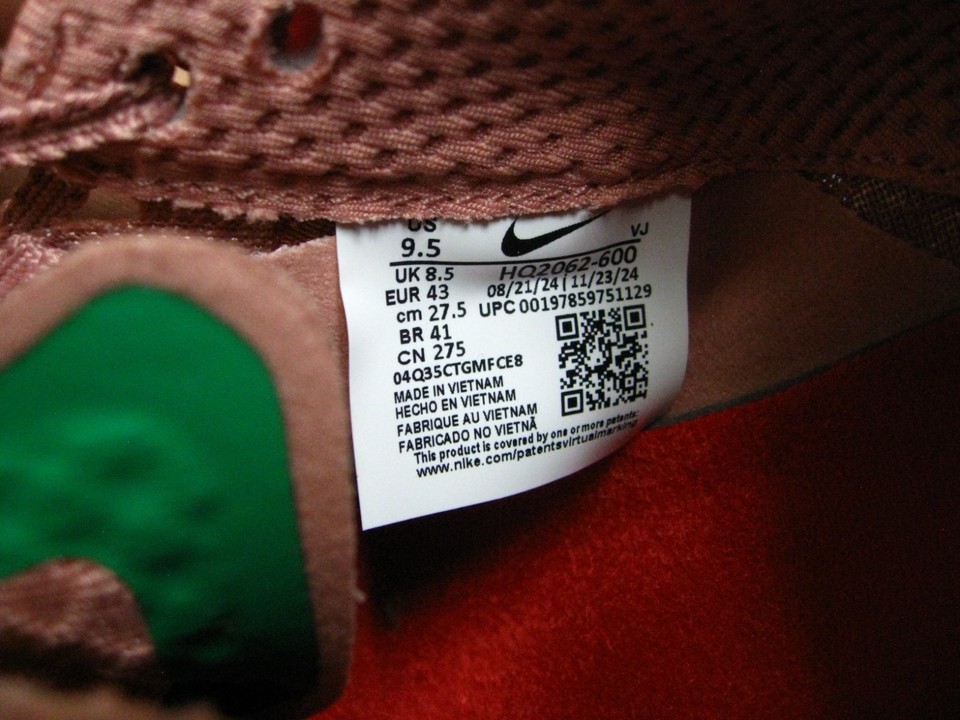 US
9.5
VJ
UK 8.5
HQ2062-600
EUR 43
08/21/24 | 11/23/24
cm 27.5
UPC 00197859751129
BR 41
CN 275
04Q35CTGMFCE8
MADE IN VIETNAM
HECHO EN VIETNAM
FABRIQUE AU VIETNAM
FABRICADO NO VIETNÃ
This product is covered by one or more patents:
www.nike.com/patentsvirtualmarking